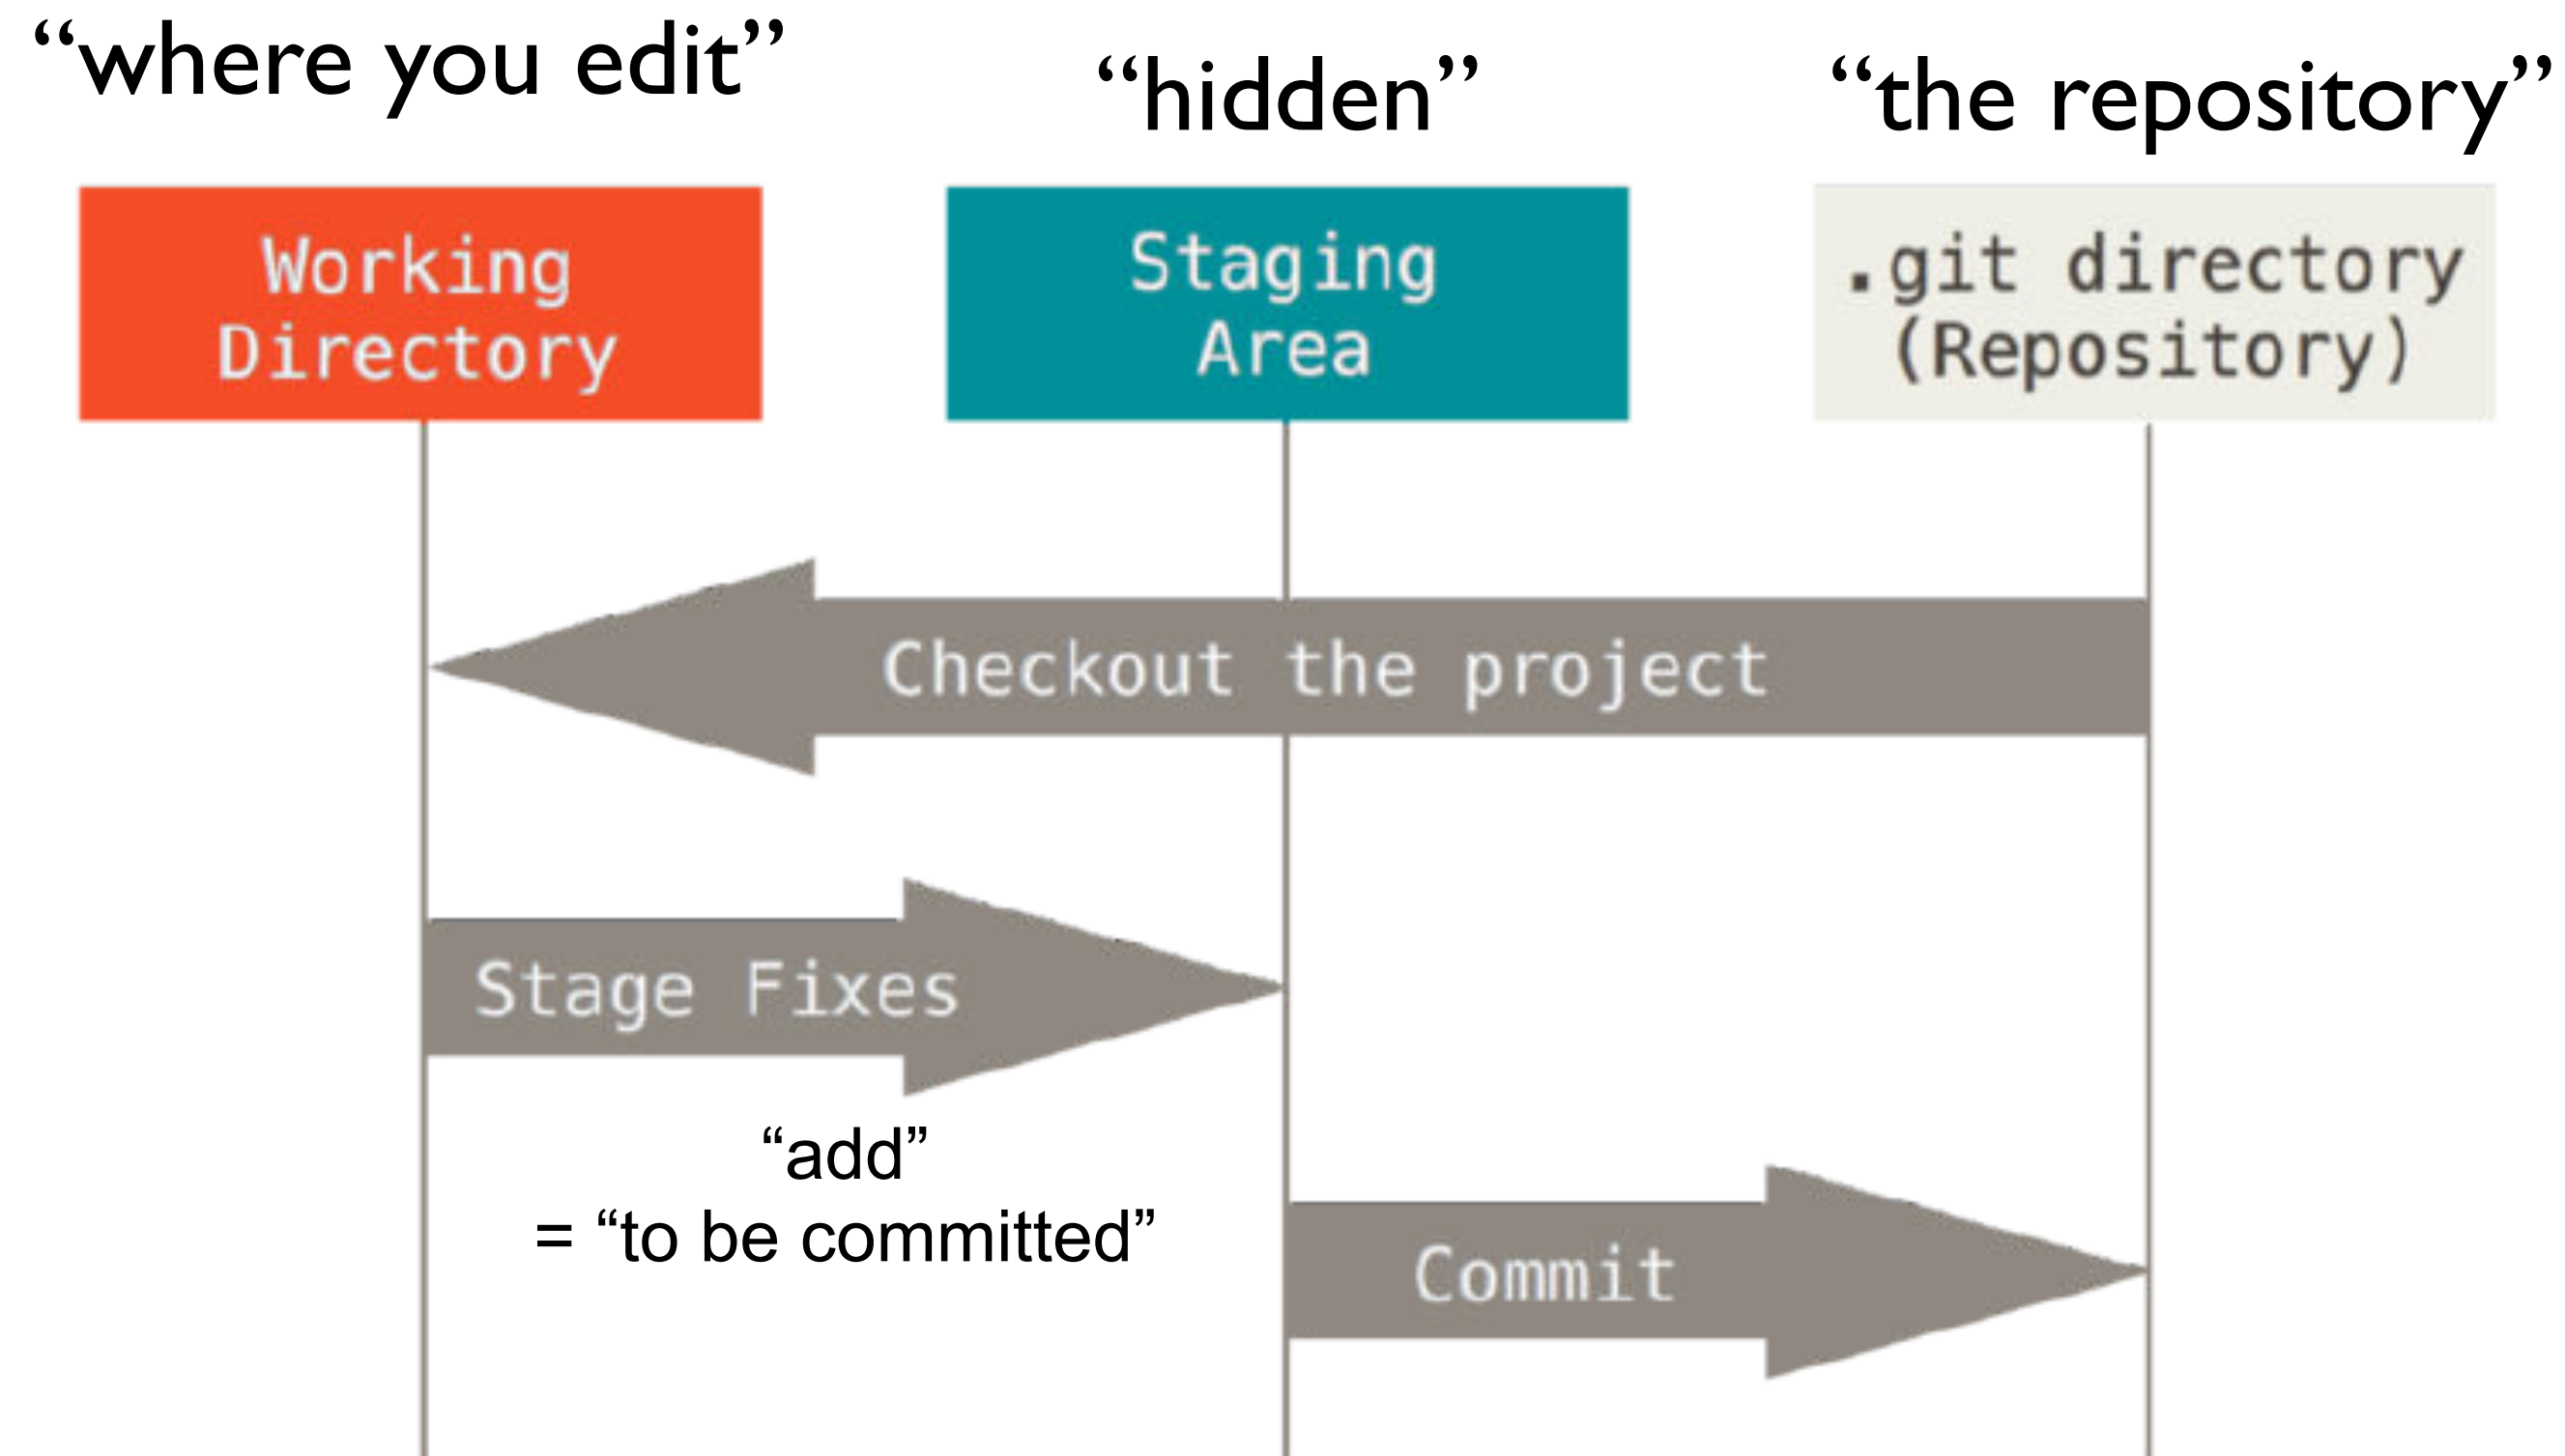 “where you edit”
“hidden”
“the repository”
Working
Directory
Staging
Area
.git directory
(Repository)
Checkout the project
Stage Fixes
“add”
= “to be committed”
Commit